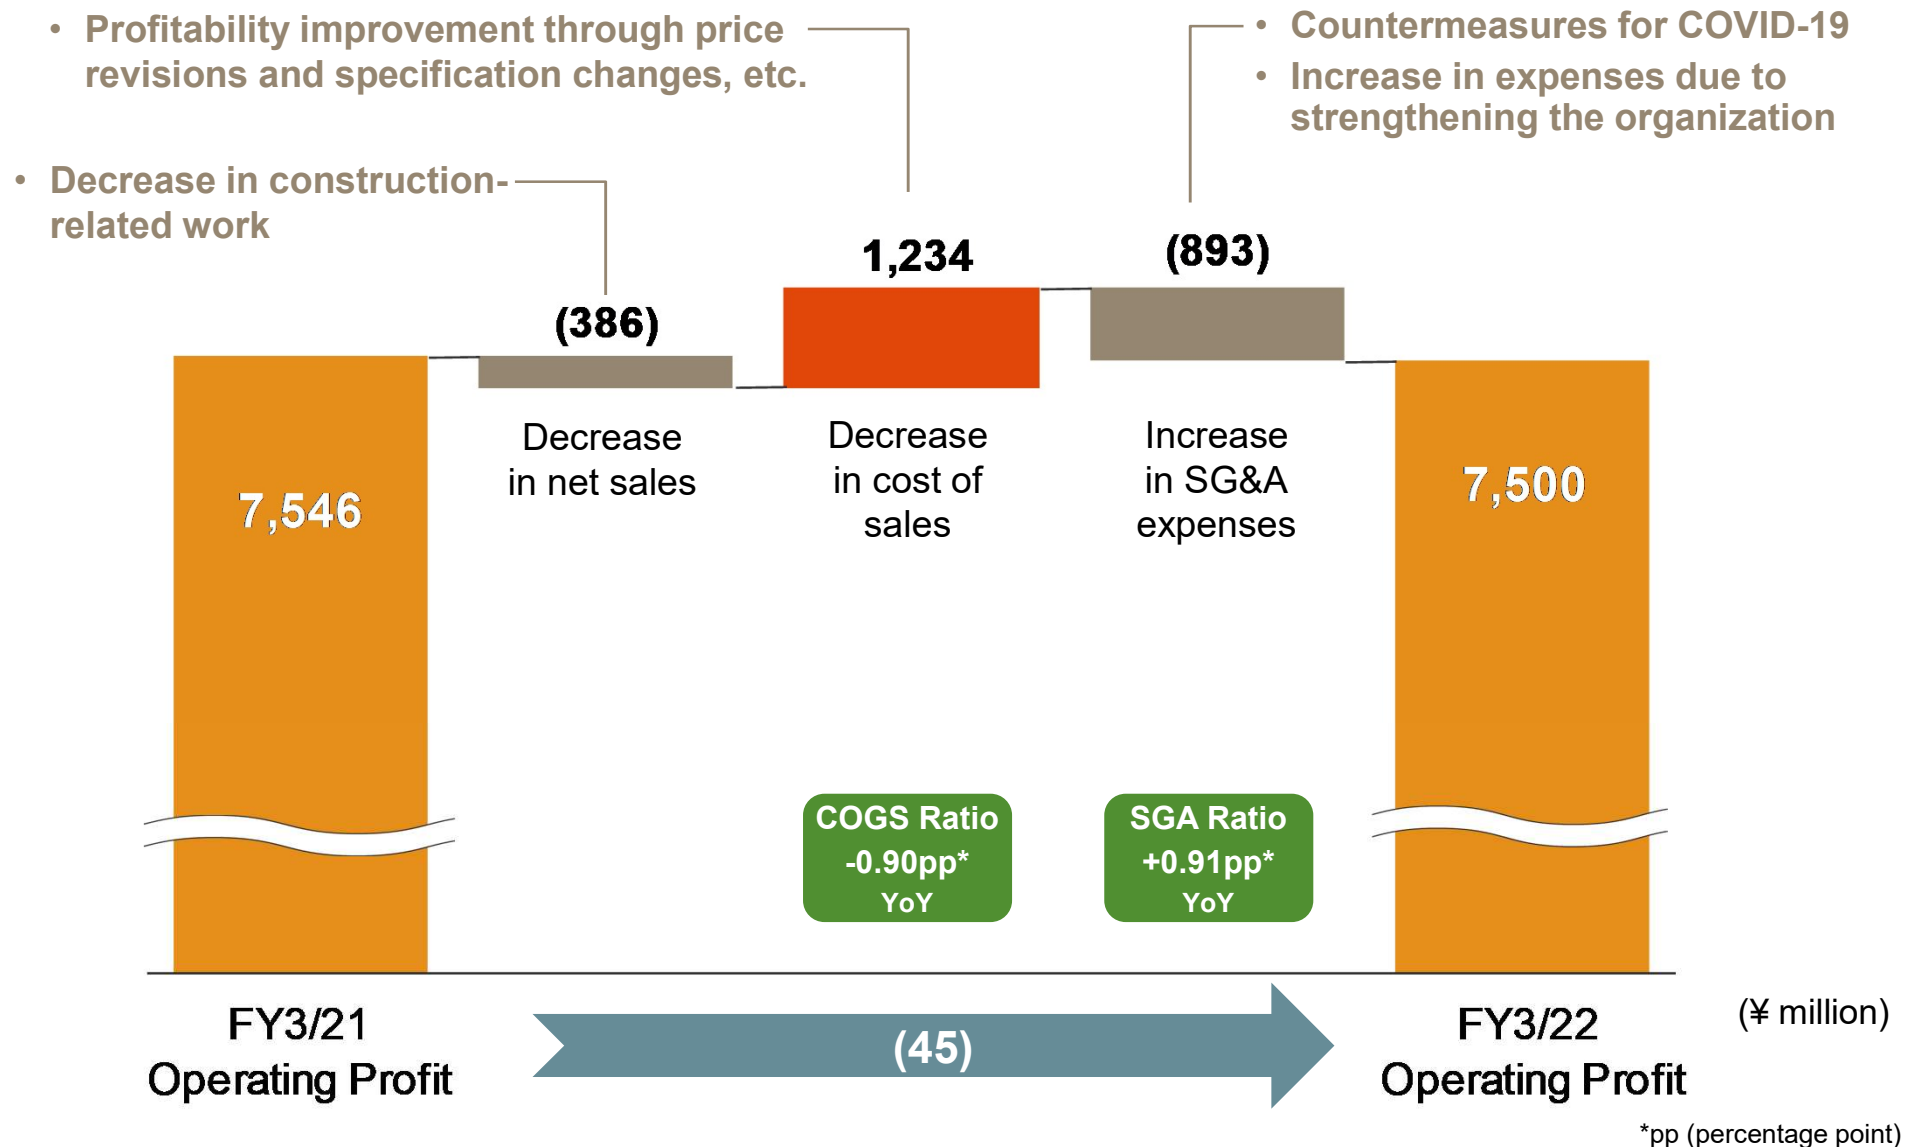 • Profitability improvement through price
revisions and specification changes, etc.
• Countermeasures for COVID-19
• Increase in expenses due to
strengthening the organization
• Decrease in construction-
related work
(386)
1,234
(893)
7,546
Decrease
in net sales
Decrease
in cost of
sales
Increase
in SG&A
expenses
7,500
COGS Ratio
-0.90pp*
YoY
SGA Ratio
+0.91pp*
YoY
FY3/21
Operating Profit
(45)
FY3/22
Operating Profit
(¥ million)
*pp (percentage point)